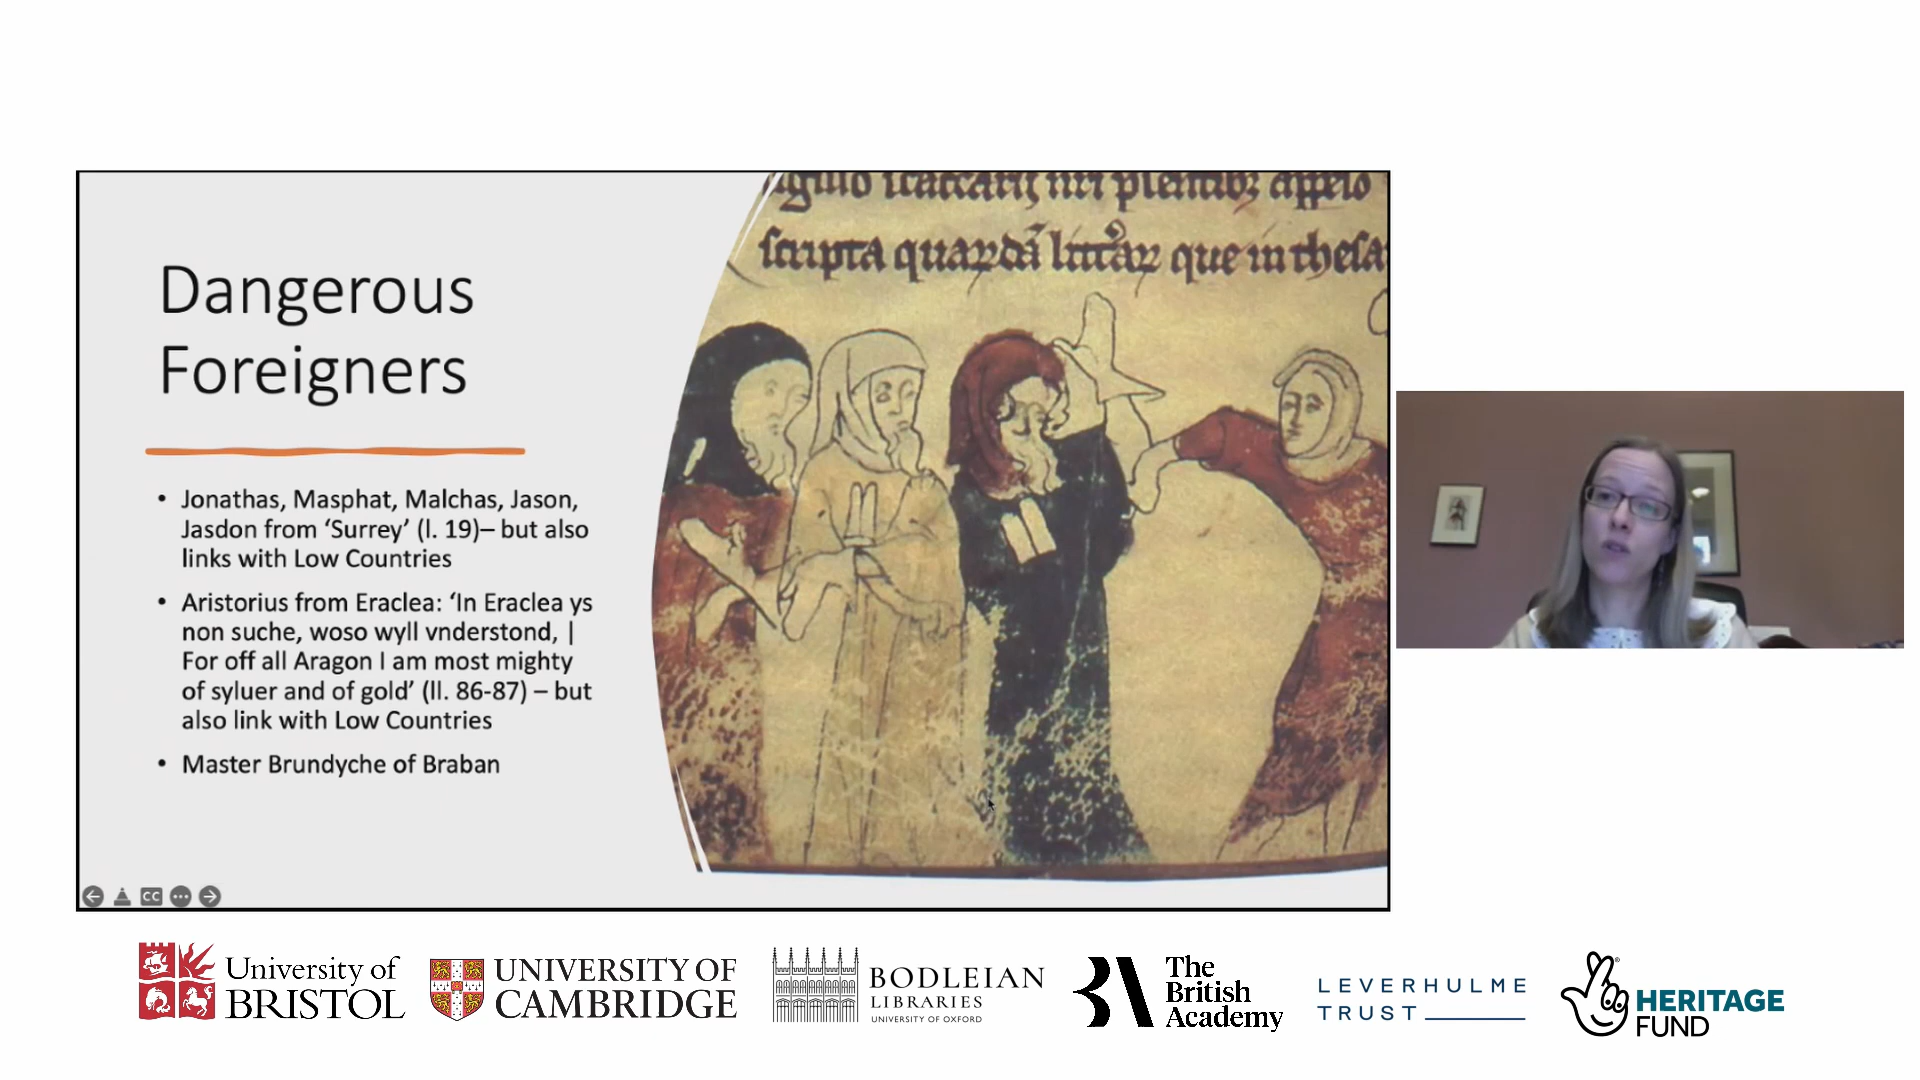 Dangerous
Foreigners
• Jonathas, Masphat, Malchas, Jason,
Jasdon from ‘Surrey’ (l. 19)– but also
links with Low Countries
• Aristorius from Eraclea: ‘In Eraclea ys
non suche, woso wyll vnderstond, |
For off all Aragon I am most mighty
of syluer and of gold’ (ll. 86-87) – but
also link with Low Countries
• Master Brundyche of Braban
scripta quarda litterar que in thesa
CC
University of
BRISTOL
UNIVERSITY OF
CAMBRIDGE
BODLEIAN
LIBRARIES
UNIVERSITY OF OXFORD
The
British
Academy
LEVERHULME
TRUST
HERITAGE
FUND